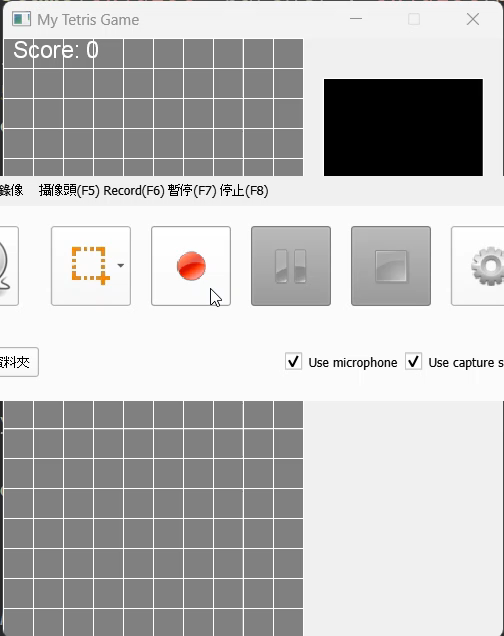 My Tetris Game
Score: 0
錄像 攝像頭(F5) Record(F6) 暫停(F7) 停止(F8)
資料夾
Use microphone
Use capture s